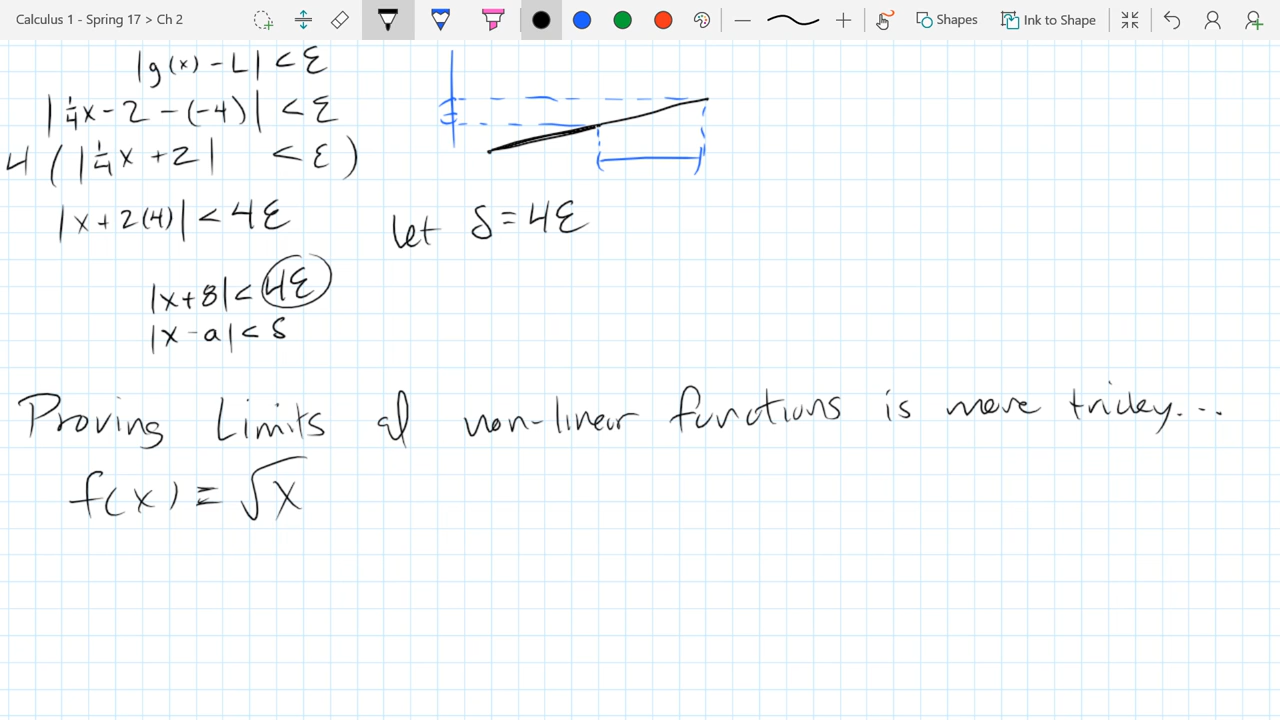 Calculus 1 - Spring 17 > Ch 2
Shapes
Ink to Shape
|g(x) - L| < ε
|¼x - 2 - (-4)| < ε
4 ( |¼x + 2| < ε )
|x + 2(4)| < 4ε
let δ = 4ε
|x + 8| < 4ε
|x - a| < δ
Proving Limits of non-linear functions is more tricky...
f(x) = √x